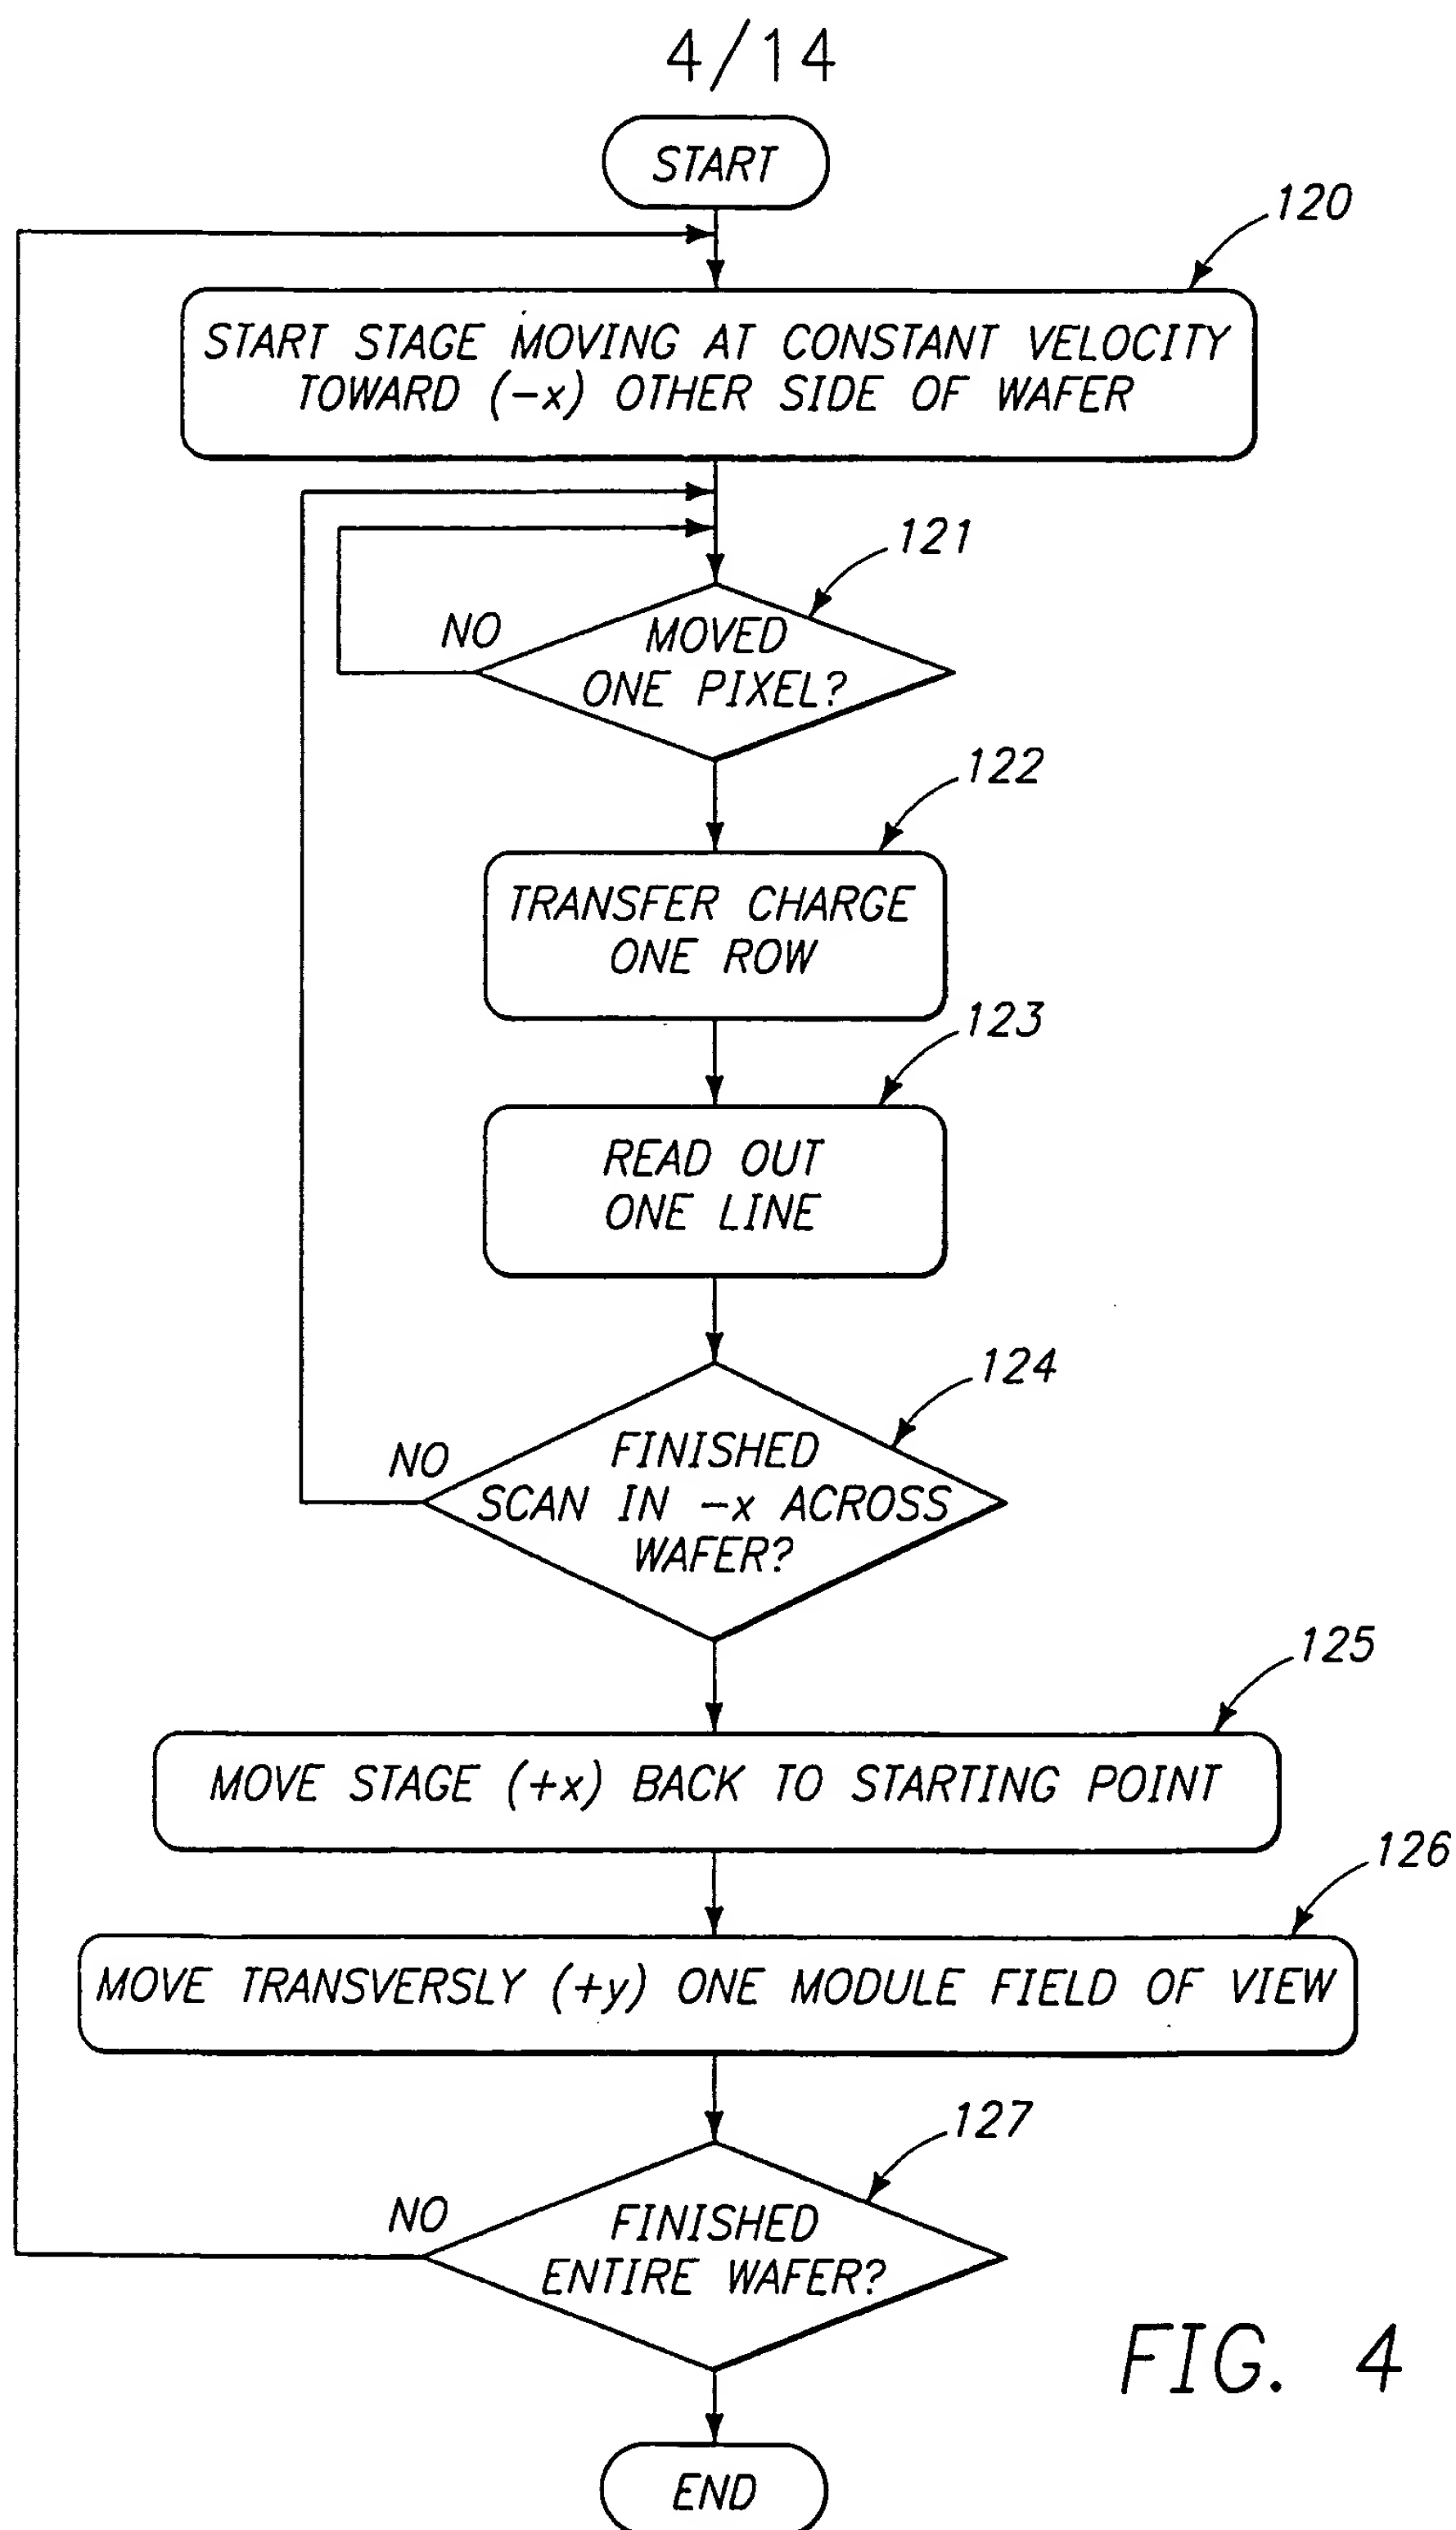 4/14
START
120
START STAGE MOVING AT CONSTANT VELOCITY
TOWARD (-x) OTHER SIDE OF WAFER
121
NO
MOVED
ONE PIXEL?
122
TRANSFER CHARGE
ONE ROW
123
READ OUT
ONE LINE
124
NO
FINISHED
SCAN IN -x ACROSS
WAFER?
125
MOVE STAGE (+x) BACK TO STARTING POINT
126
MOVE TRANSVERSLY (+y) ONE MODULE FIELD OF VIEW
127
NO
FINISHED
ENTIRE WAFER?
FIG. 4
END